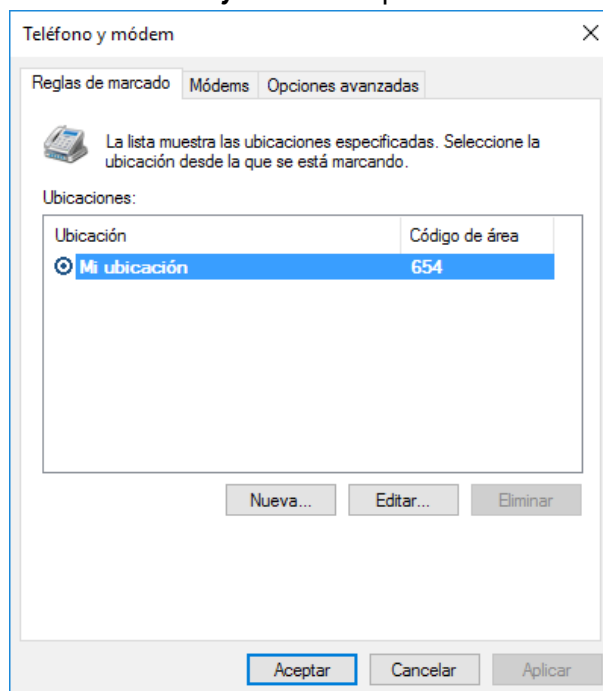 Teléfono y módem
Reglas de marcado Módems Opciones avanzadas
La lista muestra las ubicaciones especificadas. Seleccione la
ubicación desde la que se está marcando.
Ubicaciones:
Ubicación Código de área
Mi ubicación 654
Nueva... Editar... Eliminar
Aceptar Cancelar Aplicar